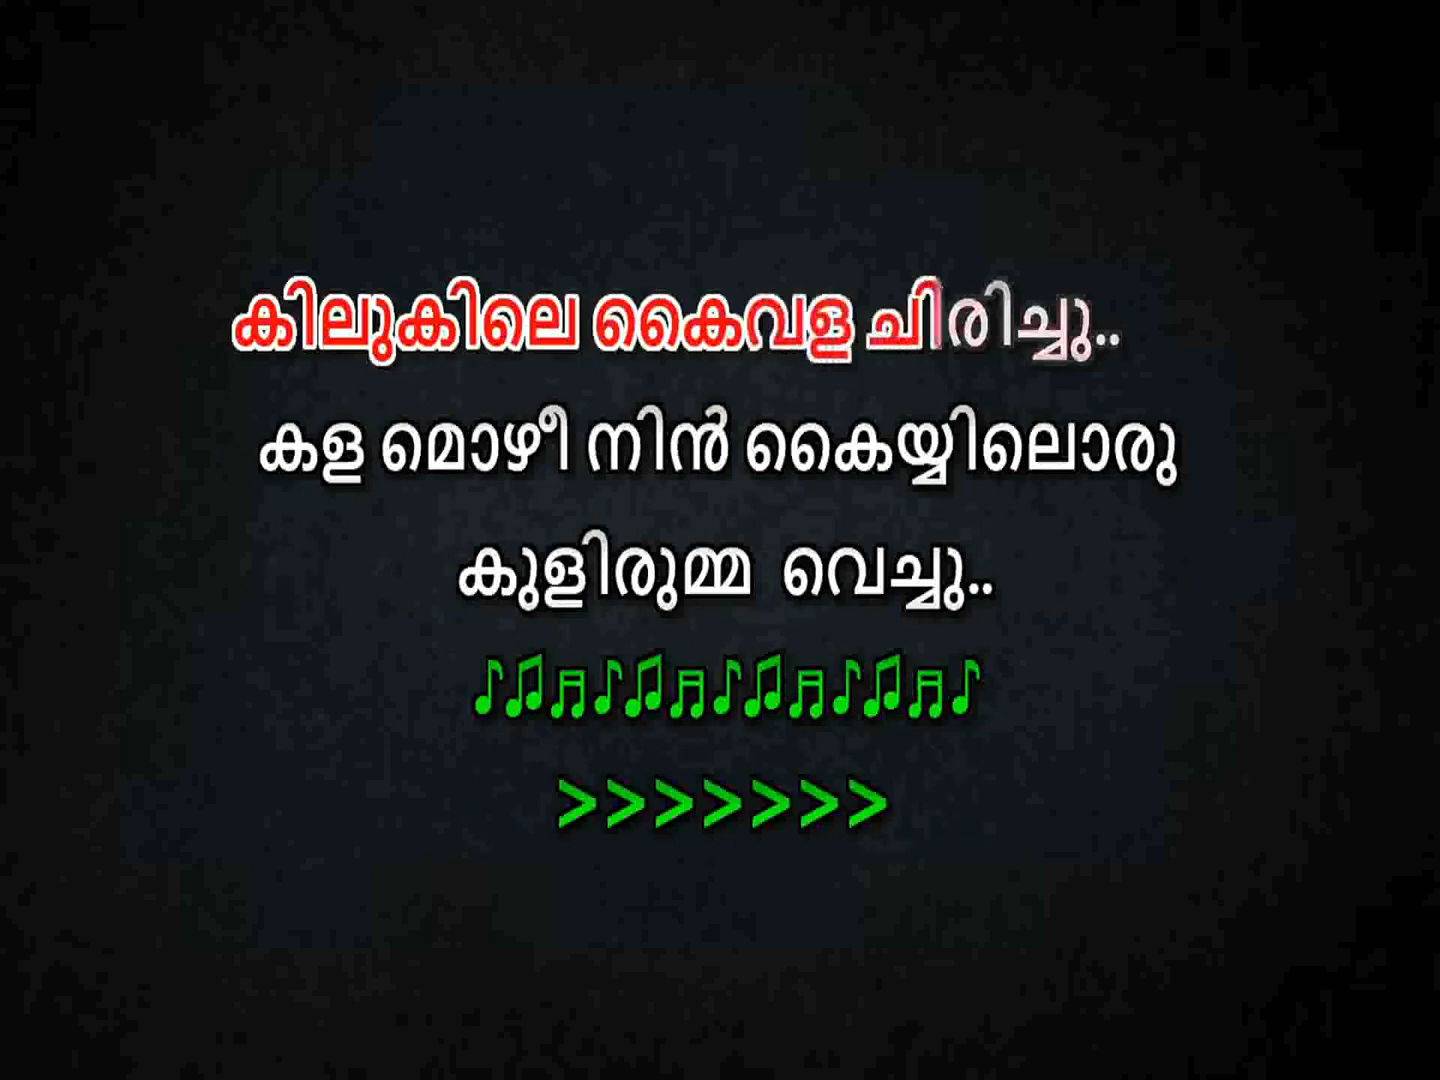 കിലുകിലെ കൈവള ചിരിച്ചു..
കള മൊഴീ നിൻ കൈയ്യിലൊരു
കുളിരുമ്മ വെച്ചു..
♪♫♬♪♫♬♪♫♬♪♫♬♪
>>>>>>>